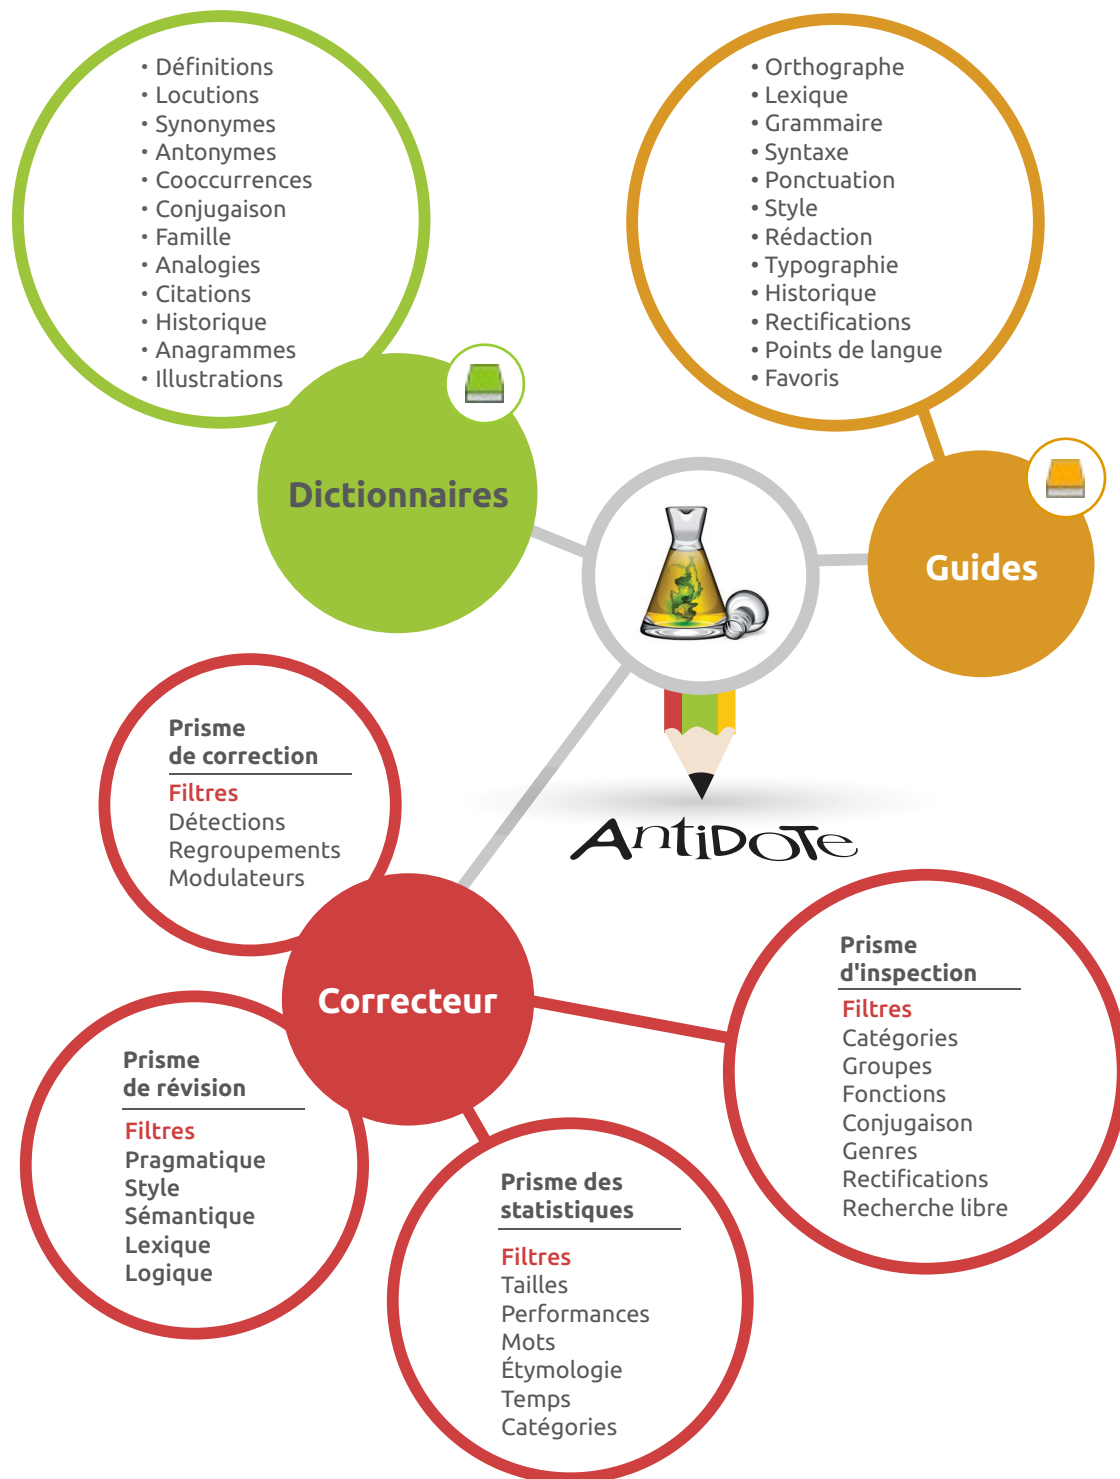 · Définitions
· Locutions
· Synonymes
· Antonymes
· Cooccurrences
· Conjugaison
· Famille
· Analogies
· Citations
· Historique
· Anagrammes
· Illustrations
Dictionnaires
• Orthographe
• Lexique
• Grammaire
• Syntaxe
• Ponctuation
• Style
• Rédaction
• Typographie
• Historique
• Rectifications
• Points de langue
• Favoris
Guides
AntiDoTe
Prisme
de correction
Filtres
Détections
Regroupements
Modulateurs
Correcteur
Prisme
d'inspection
Filtres
Catégories
Groupes
Fonctions
Conjugaison
Genres
Rectifications
Recherche libre
Prisme
de révision
Filtres
Pragmatique
Style
Sémantique
Lexique
Logique
Prisme des
statistiques
Filtres
Tailles
Performances
Mots
Étymologie
Temps
Catégories